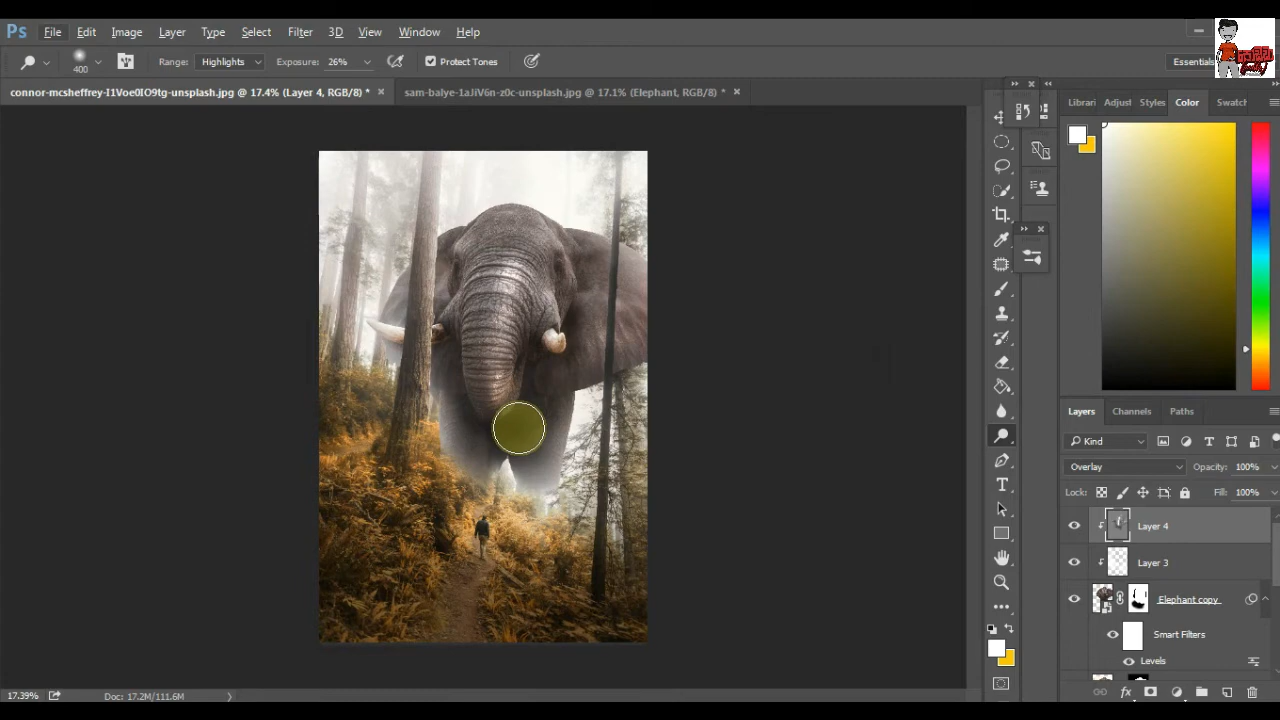 Ps File Edit Image Layer Type Select Filter 3D View Window Help
400 Range: Highlights Exposure: 26% Protect Tones Essentials
connor-mcsheffrey-I1Voe0IO9tg-unsplash.jpg @ 17.4% (Layer 4, RGB/8) * × sam-balye-1aJiV6n-z0c-unsplash.jpg @ 17.1% (Elephant, RGB/8) * ×
Librari Adjust Styles Color Swatch
Layers Channels Paths
Kind
Overlay Opacity: 100%
Lock: Fill: 100%
Layer 4
Layer 3
Elephant copy
Smart Filters
Levels
17.39% Doc: 17.2M/111.6M